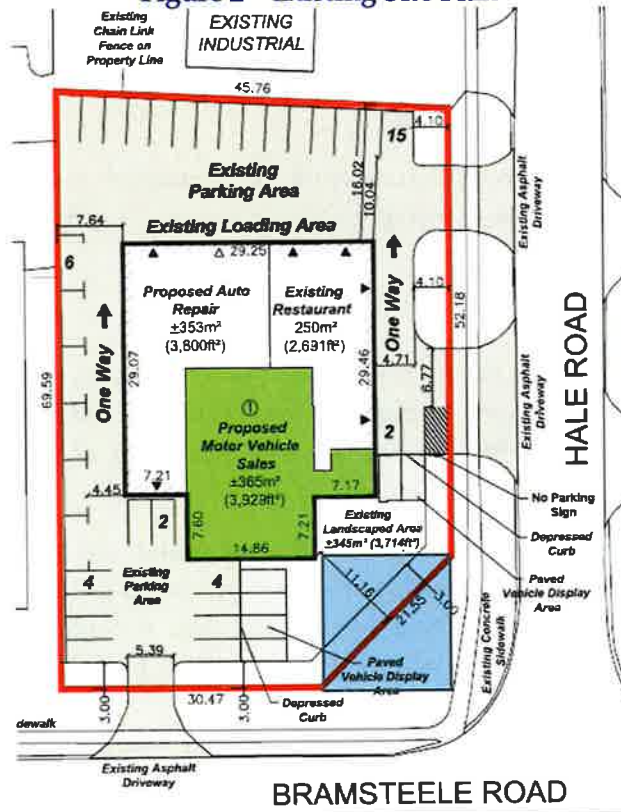 Figure 2 - Existing Site Plan
Existing
Chain Link
Fence on
Property Line
EXISTING
INDUSTRIAL
45.76
15
4.10
Existing
Parking Area
16.02
10.04
Existing Asphalt
Driveway
7.64
Existing Loading Area
6
29.25
Proposed Auto
Repair
±353m²
(3,800ft²)
Existing
Restaurant
250m²
(2,691ft²)
One Way
4.10
52.18
One Way
29.07
29.46
4.71
6.77
69.59
HALE ROAD
Existing Asphalt
Driveway
①
Proposed
Motor Vehicle
Sales
±365m²
(3,929ft²)
2
7.21
7.17
4.45
No Parking
Sign
2
7.60
7.21
Existing
Landscaped Area
±345m² (3,714ft²)
Depressed
Curb
14.86
4
Existing
Parking
Area
4
11.16
3.00
21.55
Paved
Vehicle Display
Area
5.39
Paved
Vehicle Display
Area
Existing Concrete
Sidewalk
3.00
30.47
3.00
Depressed
Curb
dewalk
Existing Asphalt
Driveway
BRAMSTEELE ROAD